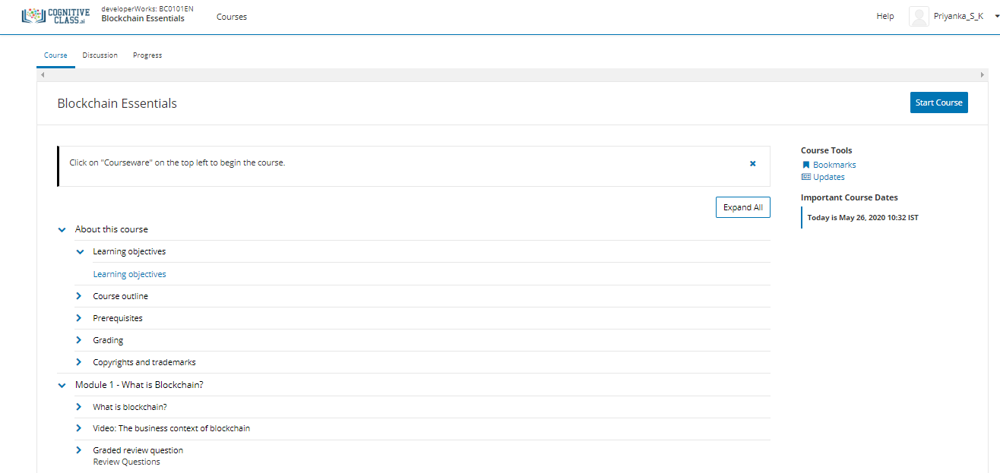 COGNITIVE
CLASS.ai
developerWorks: BC0101EN
Blockchain Essentials
Courses
Help
Priyanka_S_K
Course
Discussion
Progress
Blockchain Essentials
Start Course
Click on "Courseware" on the top left to begin the course.
Expand All
Course Tools
Bookmarks
Updates
Important Course Dates
Today is May 26, 2020 10:32 IST
About this course
Learning objectives
Learning objectives
Course outline
Prerequisites
Grading
Copyrights and trademarks
Module 1 - What is Blockchain?
What is blockchain?
Video: The business context of blockchain
Graded review question
Review Questions